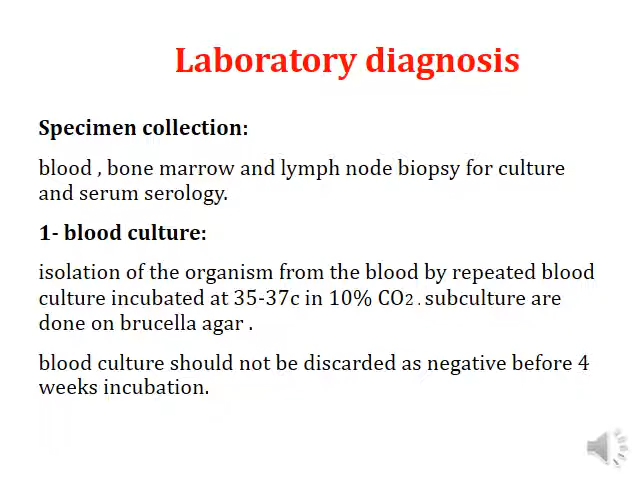 Laboratory diagnosis
Specimen collection:
blood , bone marrow and lymph node biopsy for culture
and serum serology.
1- blood culture:
isolation of the organism from the blood by repeated blood
culture incubated at 35-37c in 10% CO2 . subculture are
done on brucella agar .
blood culture should not be discarded as negative before 4
weeks incubation.